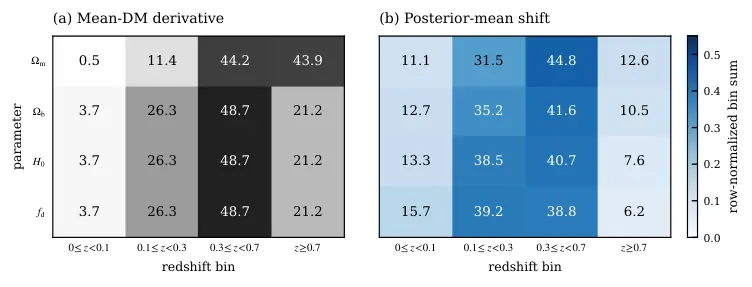 (a) Mean-DM derivative
(b) Posterior-mean shift
parameter
Ωm 0.5 11.4 44.2 43.9
Ωb 3.7 26.3 48.7 21.2
H0 3.7 26.3 48.7 21.2
fd 3.7 26.3 48.7 21.2
0≤z<0.1 0.1≤z<0.3 0.3≤z<0.7 z≥0.7
redshift bin
11.1 31.5 44.8 12.6
12.7 35.2 41.6 10.5
13.3 38.5 40.7 7.6
15.7 39.2 38.8 6.2
0≤z<0.1 0.1≤z<0.3 0.3≤z<0.7 z≥0.7
redshift bin
0.5
0.4
0.3
0.2
0.1
0.0
row-normalized bin sum